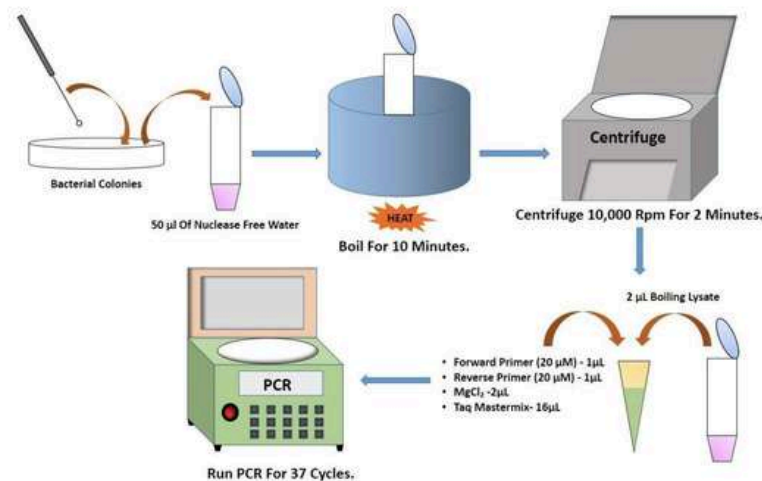 Bacterial Colonies
50 µl Of Nuclease Free Water
HEAT
Boil For 10 Minutes.
Centrifuge
Centrifuge 10,000 Rpm For 2 Minutes.
2 µL Boiling Lysate
• Forward Primer (20 µM) - 1µL
• Reverse Primer (20 µM) - 1µL
• MgCl₂ -2µL
• Taq Mastermix- 16µL
PCR
Run PCR For 37 Cycles.